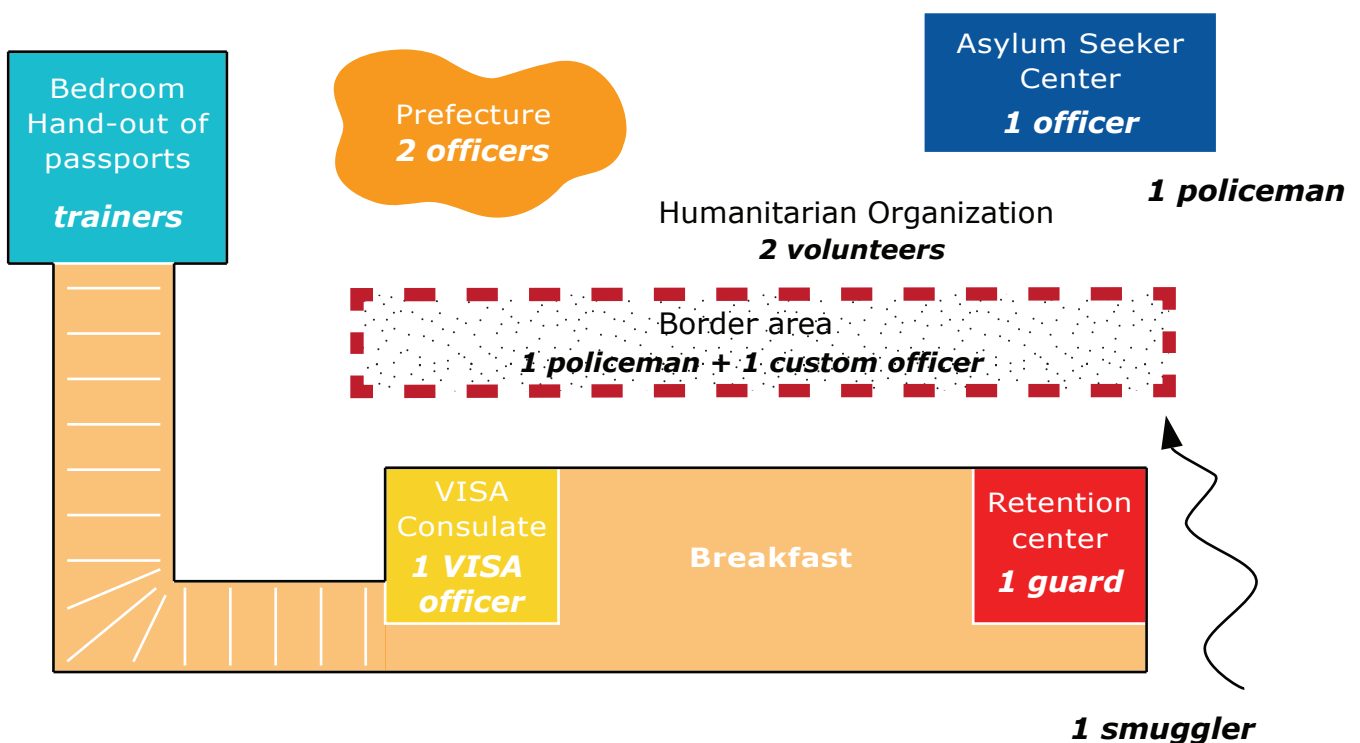 Bedroom
Hand-out of
passports
trainers
Prefecture
2 officers
Asylum Seeker
Center
1 officer
1 policeman
Humanitarian Organization
2 volunteers
Border area
1 policeman + 1 custom officer
VISA
Consulate
1 VISA
officer
Breakfast
Retention
center
1 guard
1 smuggler